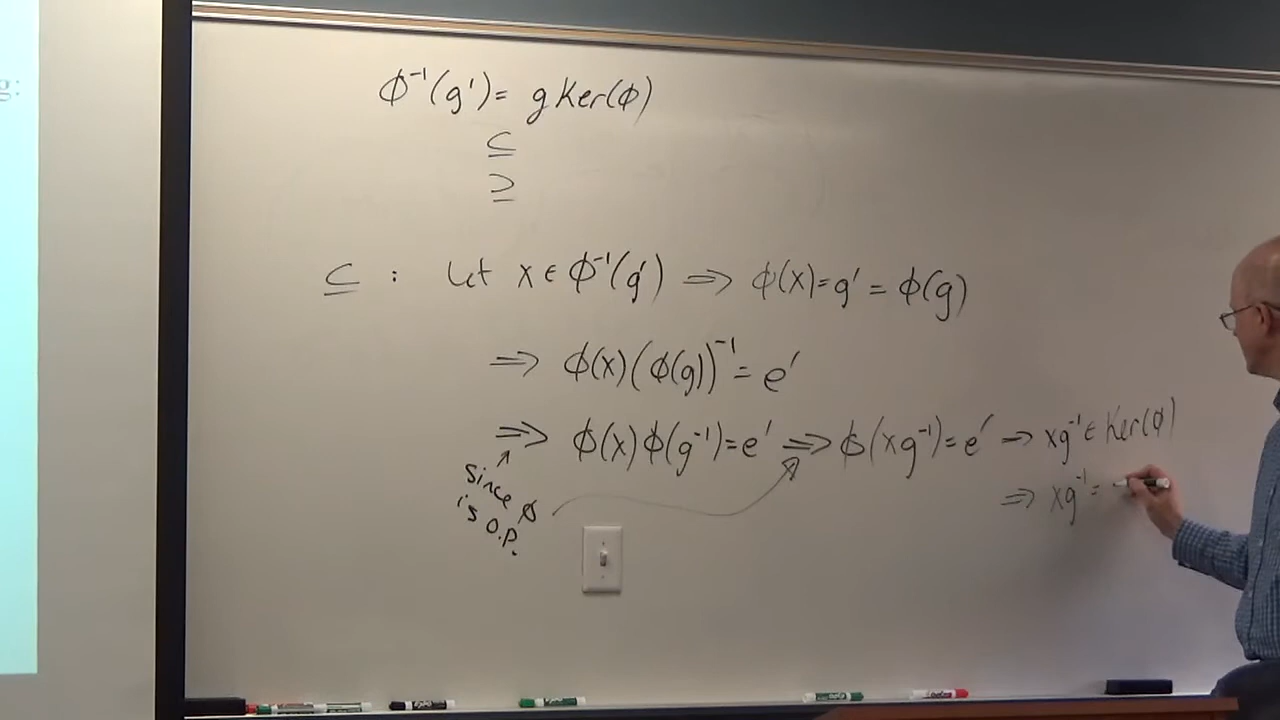 g:
ϕ⁻¹(g') = g Ker(ϕ)
⊆
⊇
⊆ : Let x ∈ ϕ⁻¹(g') ⇒ ϕ(x) = g' = ϕ(g)
⇒ ϕ(x)(ϕ(g))⁻¹ = e'
⇒ ϕ(x)ϕ(g⁻¹) = e' ⇒ ϕ(xg⁻¹) = e' ⇒ xg⁻¹ ∈ Ker(ϕ)
⇒ xg⁻¹ =
since ϕ
is O.P.